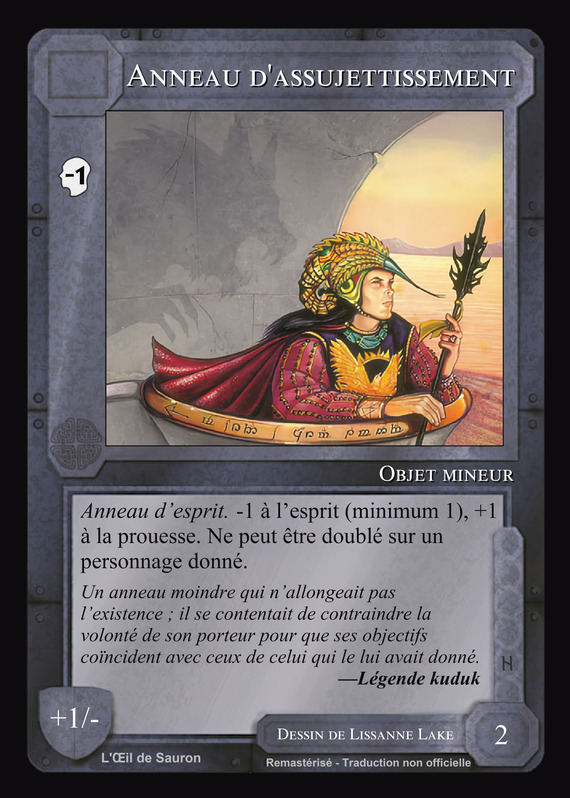 Anneau d'assujettissement
-1
Objet mineur
Anneau d'esprit. -1 à l'esprit (minimum 1), +1
à la prouesse. Ne peut être doublé sur un
personnage donné.
Un anneau moindre qui n'allongeait pas
l'existence ; il se contentait de contraindre la
volonté de son porteur pour que ses objectifs
coïncident avec ceux de celui qui le lui avait donné.
—Légende kuduk
+1/-
Dessin de Lissanne Lake
2
L'Œil de Sauron
Remastérisé - Traduction non officielle